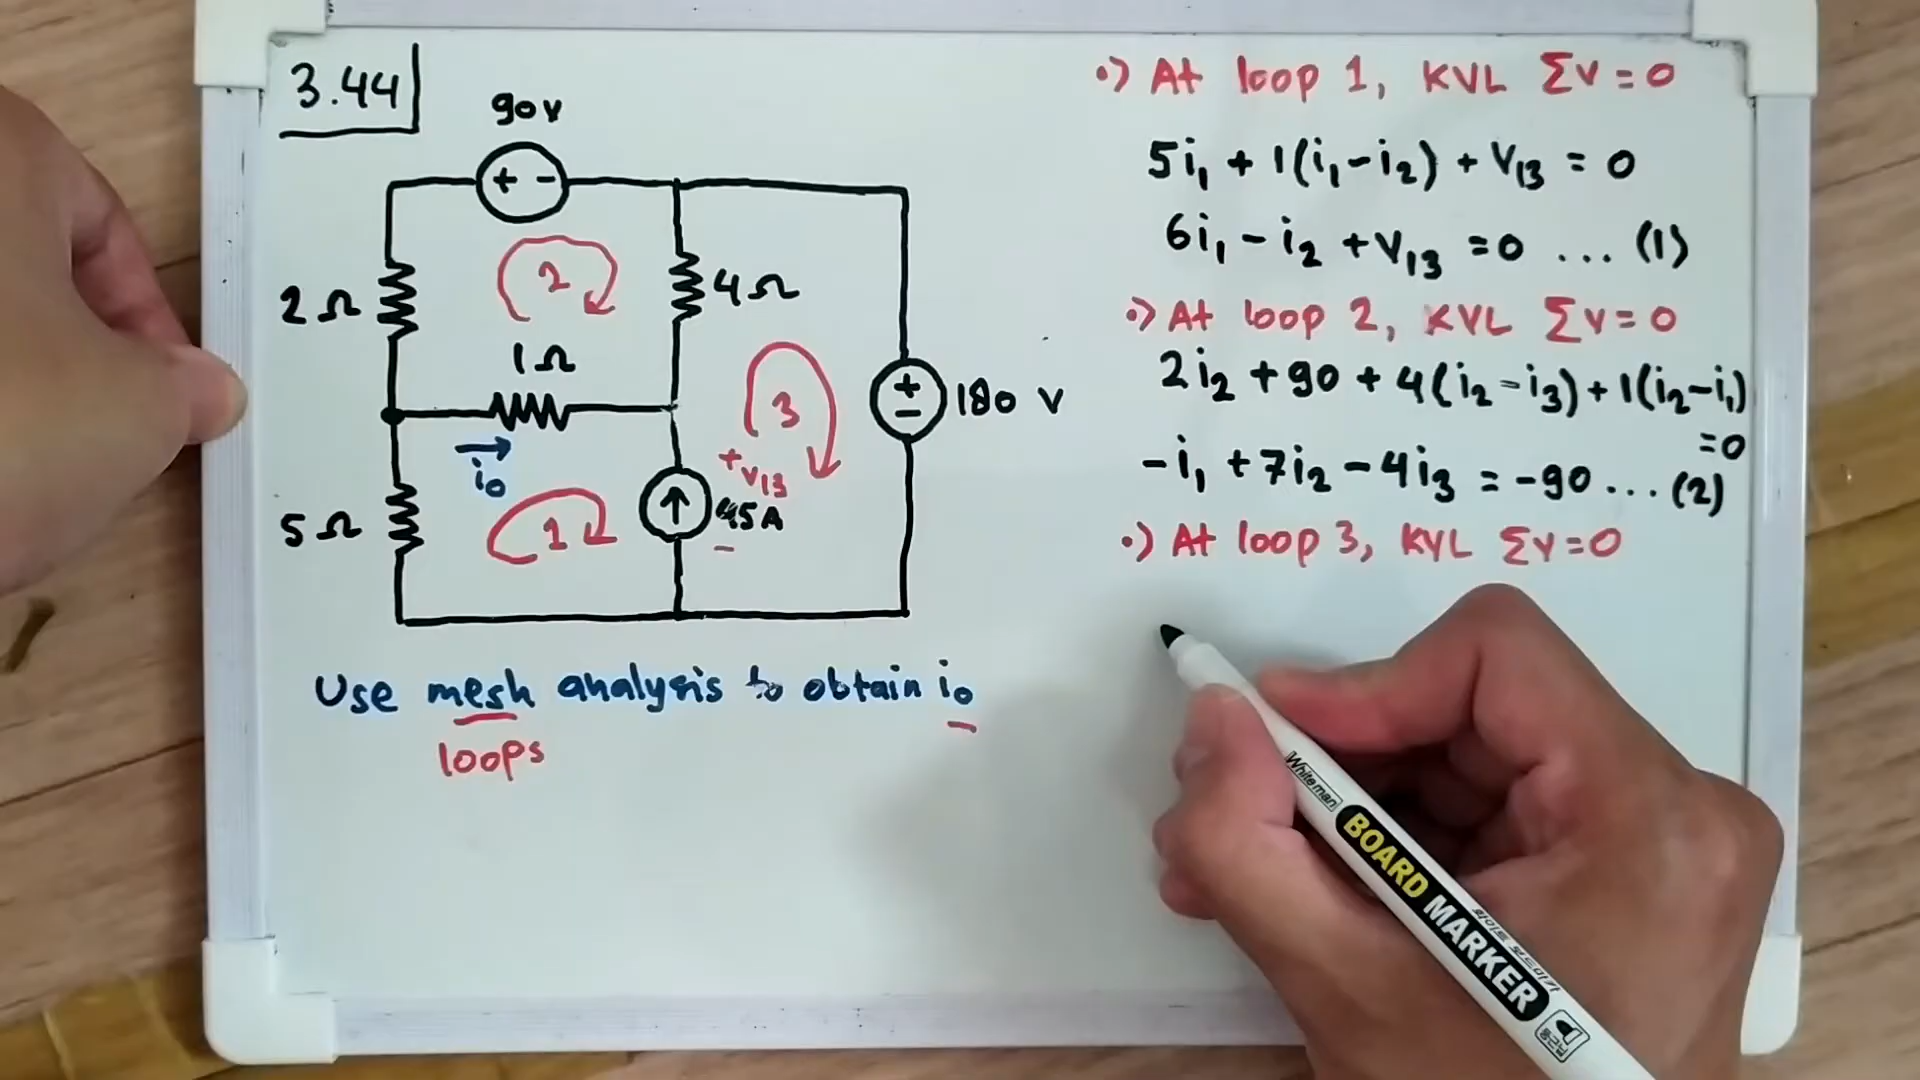 3.44
90v
+ -
2Ω
2
4Ω
1Ω
3
+
-
180 v
i₀
+
v₁₃
5Ω
1
45A
-
Use mesh analysis to obtain i₀
loops
•) At loop 1, KVL Σv=0
5i₁ + 1(i₁-i₂) + V₁₃ = 0
6i₁ - i₂ + V₁₃ = 0 ... (1)
•) At loop 2, KVL Σv=0
2i₂ + 90 + 4(i₂-i₃) + 1(i₂-i₁)
=0
-i₁ + 7i₂ - 4i₃ = -90 ... (2)
•) At loop 3, KVL Σv=0
White man
BOARD MARKER